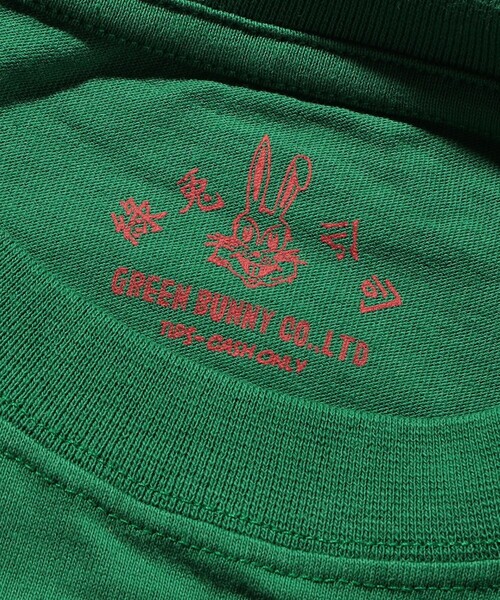 綠兔公司
GREEN BUNNY CO.,LTD
TIPS-CASH ONLY